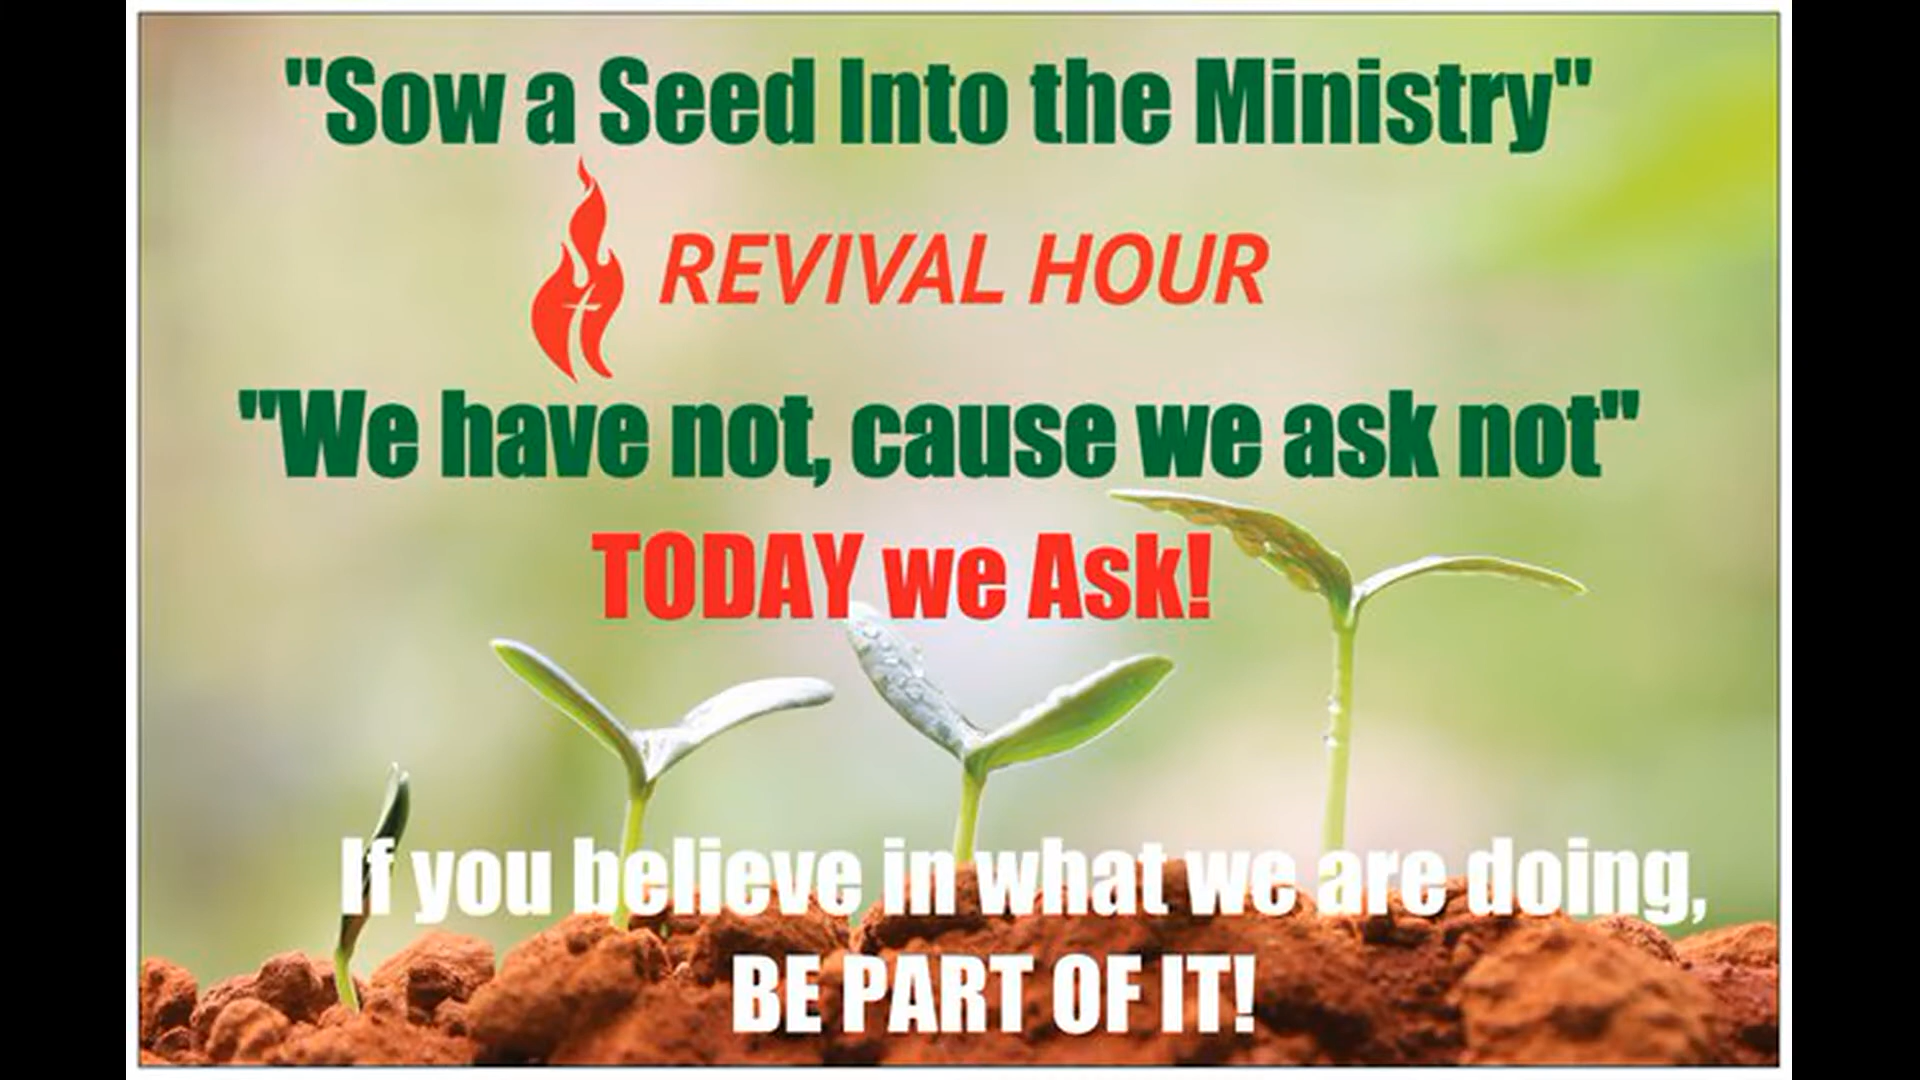 "Sow a Seed Into the Ministry"
REVIVAL HOUR
"We have not, cause we ask not"
TODAY we Ask!
If you believe in what we are doing,
BE PART OF IT!